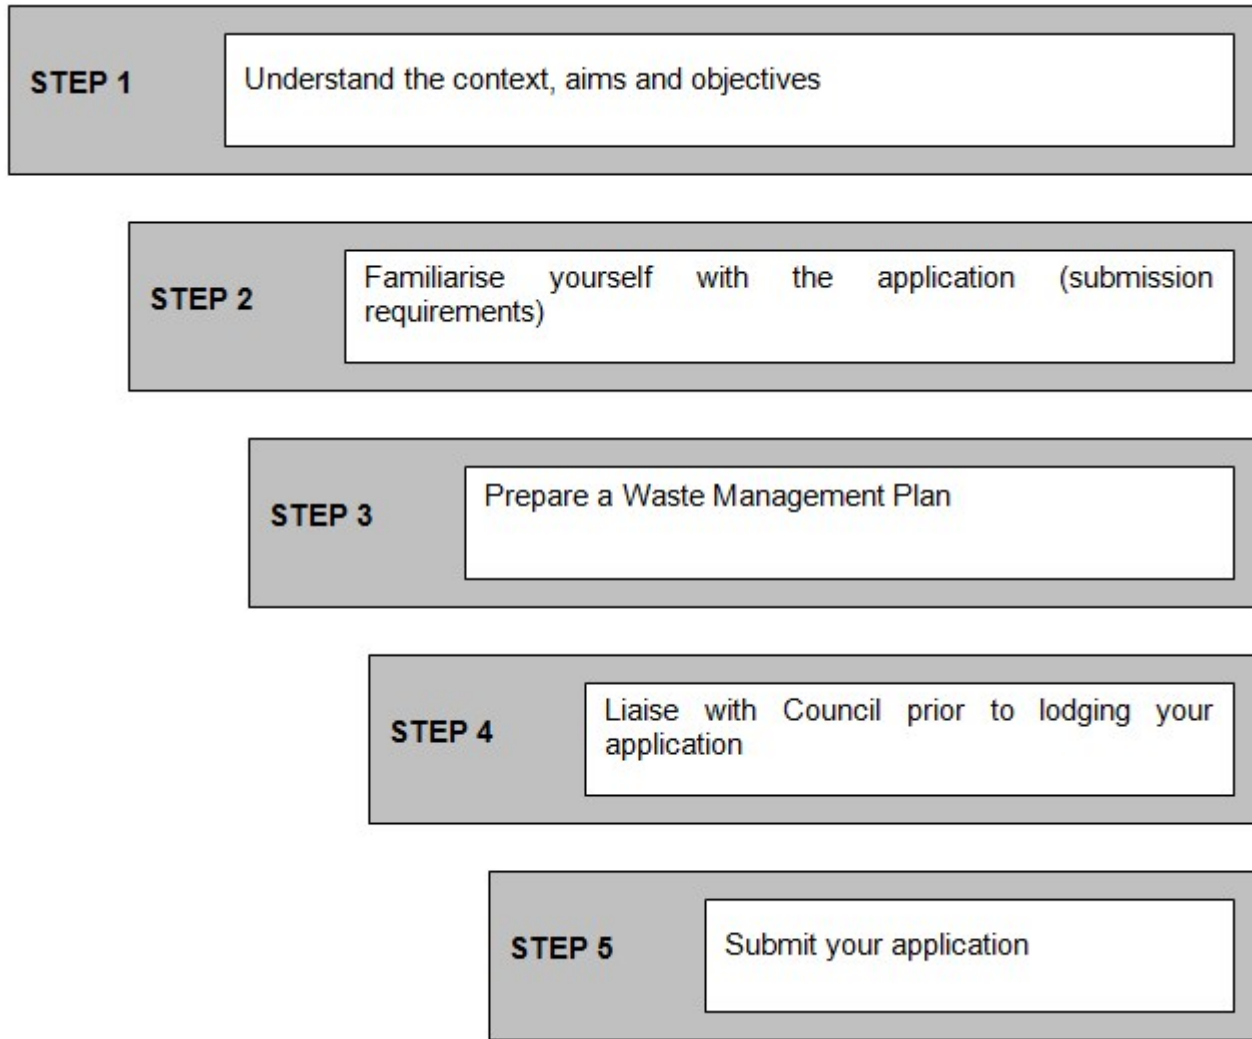 STEP 1
Understand the context, aims and objectives
STEP 2
Familiarise yourself with the application (submission
requirements)
STEP 3
Prepare a Waste Management Plan
STEP 4
Liaise with Council prior to lodging your
application
STEP 5
Submit your application